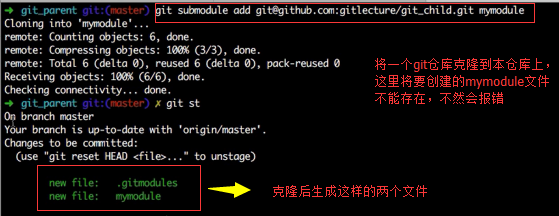 ➜ git_parent git:(master) git submodule add git@github.com:gitlecture/git_child.git mymodule
Cloning into 'mymodule'...
remote: Counting objects: 6, done.
remote: Compressing objects: 100% (3/3), done.
remote: Total 6 (delta 0), reused 6 (delta 0), pack-reused 0
Receiving objects: 100% (6/6), done.
Checking connectivity... done.
将一个git仓库克隆到本仓库上，
这里将要创建的mymodule文件
不能存在，不然会报错
➜ git_parent git:(master) ✗ git st
On branch master
Your branch is up-to-date with 'origin/master'.
Changes to be committed:
(use "git reset HEAD <file>..." to unstage)
new file: .gitmodules
new file: mymodule
克隆后生成这样的两个文件